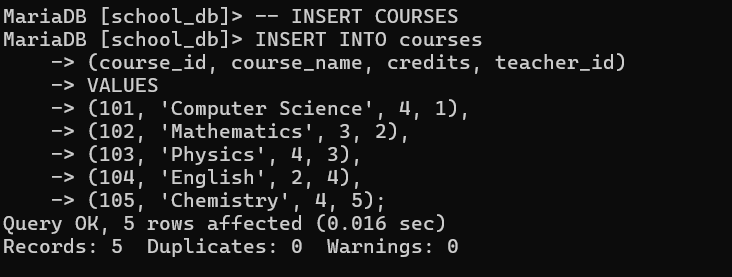 MariaDB [school_db]> -- INSERT COURSES
MariaDB [school_db]> INSERT INTO courses
    -> (course_id, course_name, credits, teacher_id)
    -> VALUES
    -> (101, 'Computer Science', 4, 1),
    -> (102, 'Mathematics', 3, 2),
    -> (103, 'Physics', 4, 3),
    -> (104, 'English', 2, 4),
    -> (105, 'Chemistry', 4, 5);
Query OK, 5 rows affected (0.016 sec)
Records: 5  Duplicates: 0  Warnings: 0